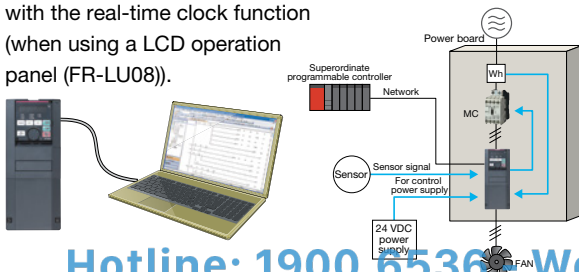 with the real-time clock function
(when using a LCD operation
panel (FR-LU08)).
Power board
Superordinate
programmable controller
Network
Wh
MC
Sensor
Sensor signal
For control
power supply
24 VDC
power
supply
FAN
Hotline: 1900 6536